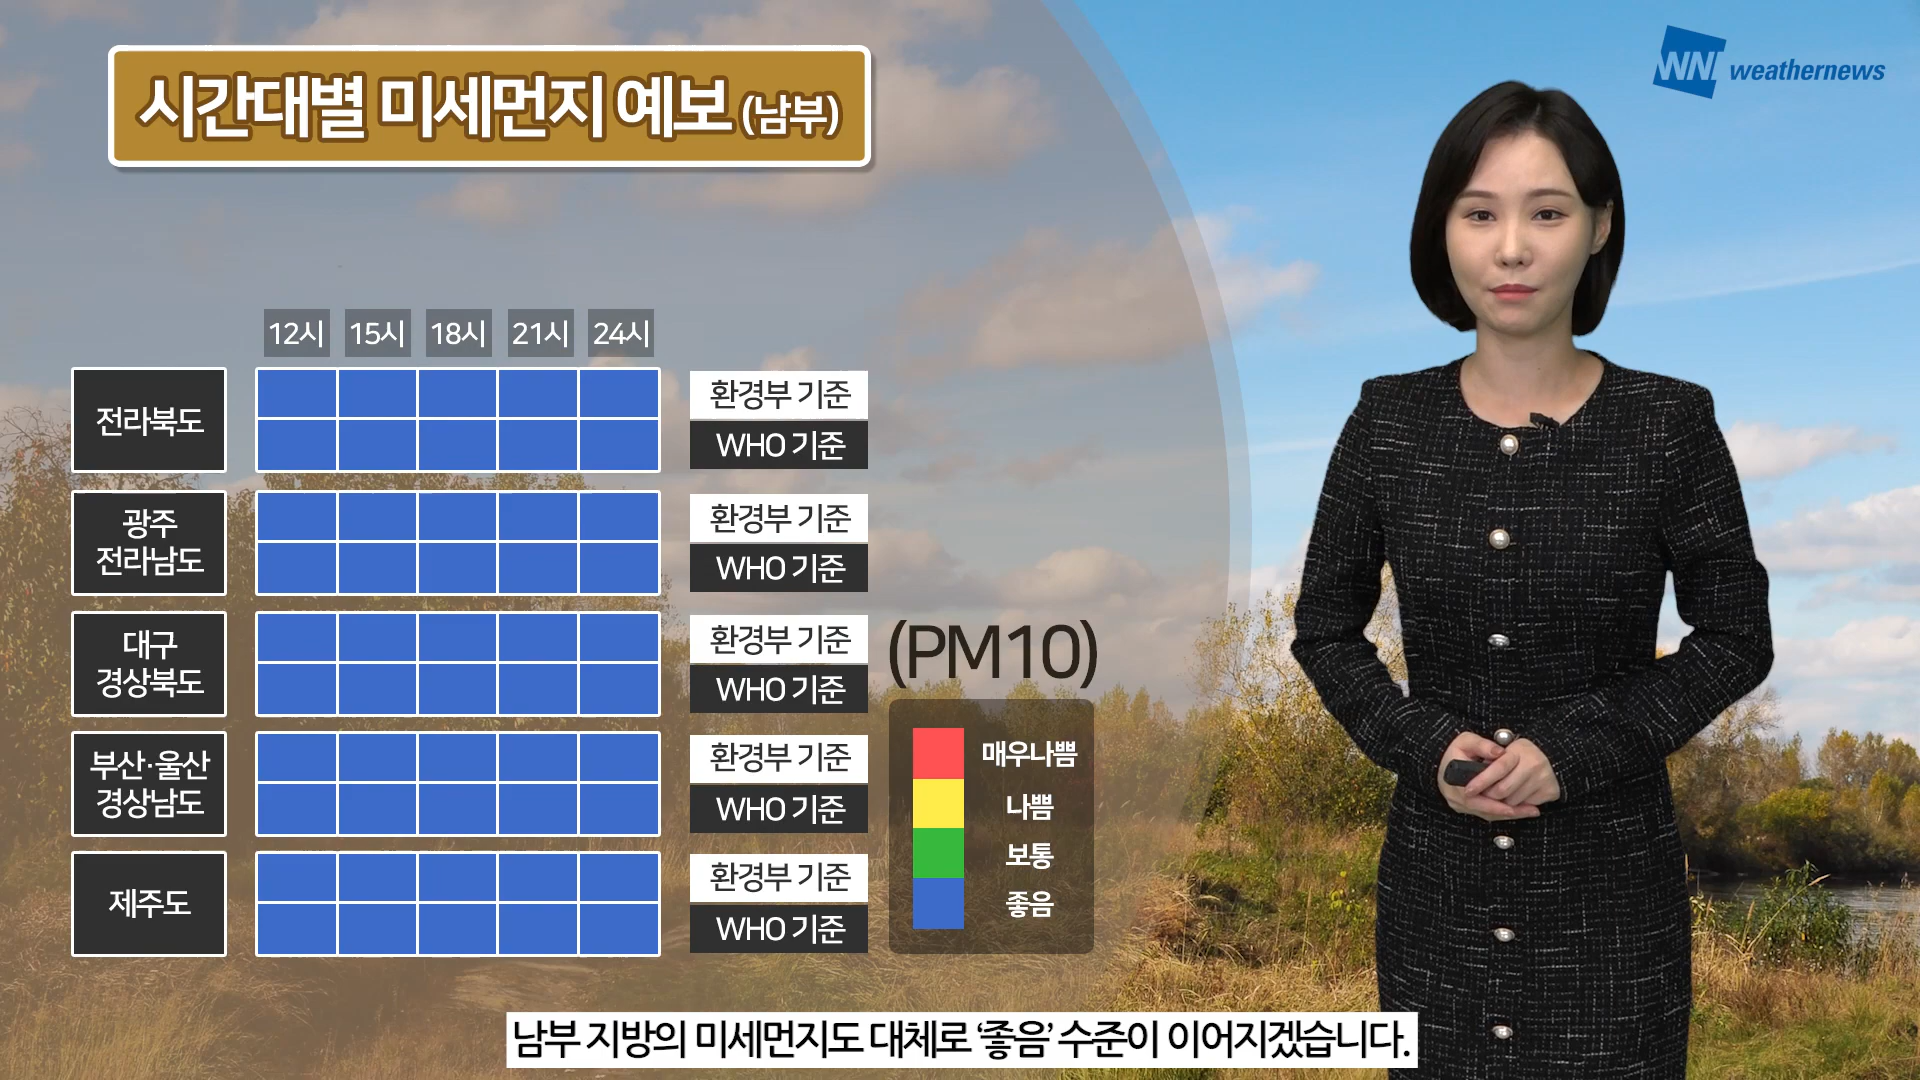 시간대별 미세먼지 예보 (남부)
WN weathernews
12시 15시 18시 21시 24시
전라북도
환경부 기준
WHO 기준
광주
전라남도
환경부 기준
WHO 기준
대구
경상북도
환경부 기준
WHO 기준
부산·울산
경상남도
환경부 기준
WHO 기준
제주도
환경부 기준
WHO 기준
(PM10)
매우나쁨
나쁨
보통
좋음
남부 지방의 미세먼지도 대체로 ‘좋음’ 수준이 이어지겠습니다.